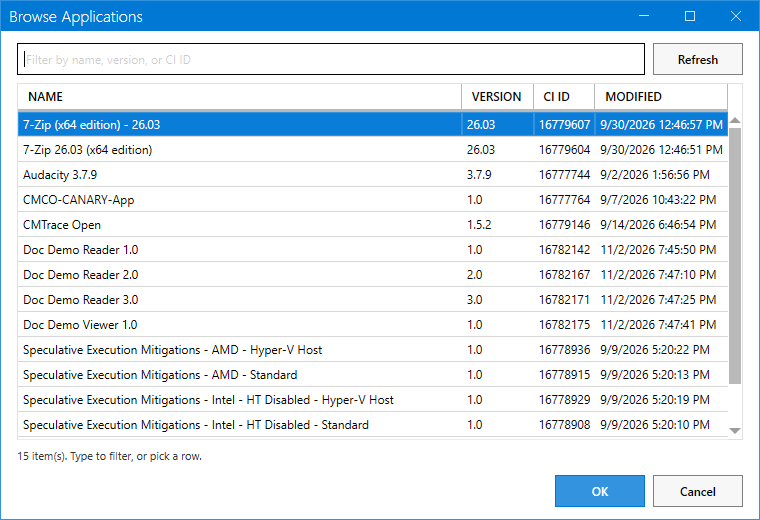 Browse Applications
Filter by name, version, or CI ID
Refresh
NAME VERSION CI ID MODIFIED
7-Zip (x64 edition) - 26.03 26.03 16779607 9/30/2026 12:46:57 PM
7-Zip 26.03 (x64 edition) 26.03 16779604 9/30/2026 12:46:51 PM
Audacity 3.7.9 3.7.9 16777744 9/2/2026 1:56:56 PM
CMCO-CANARY-App 1.0 16777764 9/7/2026 10:43:22 PM
CMTrace Open 1.5.2 16779146 9/14/2026 6:46:54 PM
Doc Demo Reader 1.0 1.0 16782142 11/2/2026 7:45:50 PM
Doc Demo Reader 2.0 2.0 16782167 11/2/2026 7:47:10 PM
Doc Demo Reader 3.0 3.0 16782171 11/2/2026 7:47:25 PM
Doc Demo Viewer 1.0 1.0 16782175 11/2/2026 7:47:41 PM
Speculative Execution Mitigations - AMD - Hyper-V Host 1.0 16778936 9/9/2026 5:20:22 PM
Speculative Execution Mitigations - AMD - Standard 1.0 16778915 9/9/2026 5:20:13 PM
Speculative Execution Mitigations - Intel - HT Disabled - Hyper-V Host 1.0 16778929 9/9/2026 5:20:19 PM
Speculative Execution Mitigations - Intel - HT Disabled - Standard 1.0 16778908 9/9/2026 5:20:10 PM
15 item(s). Type to filter, or pick a row.
OK Cancel